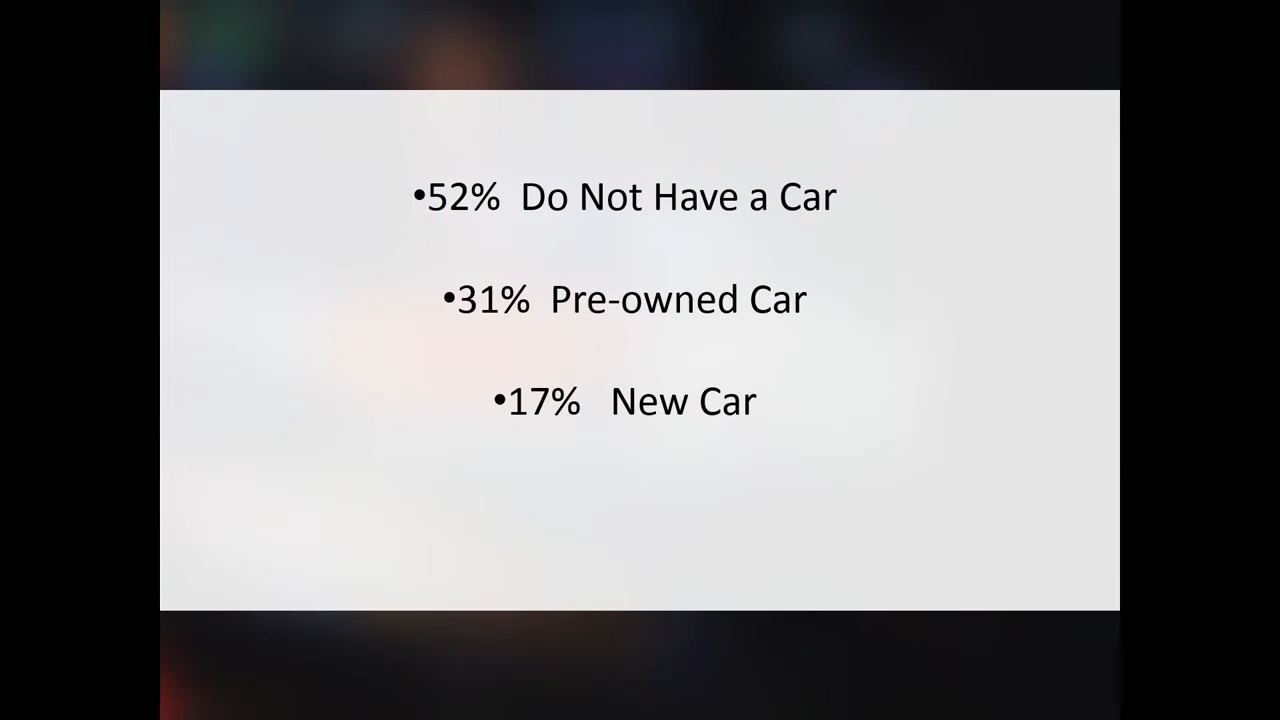 •52%  Do Not Have a Car
•31%  Pre-owned Car
•17%   New Car